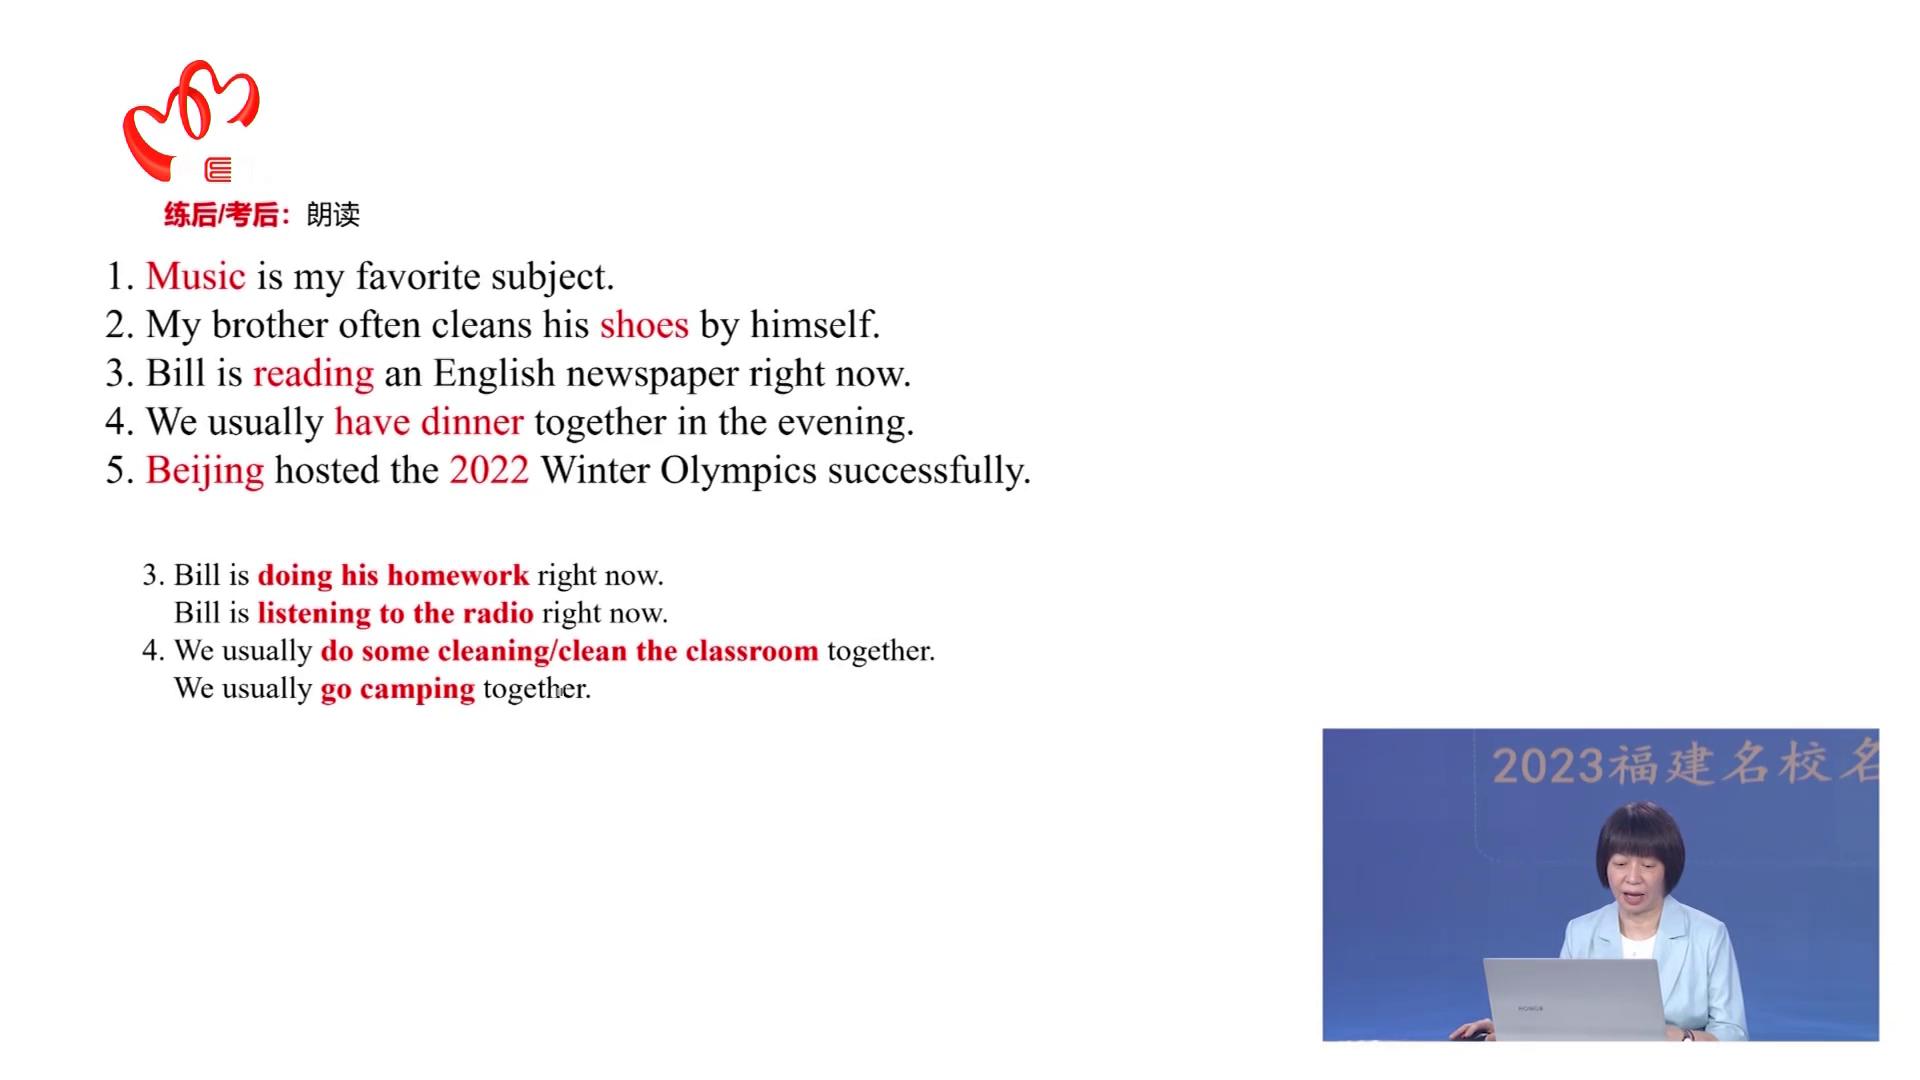 练后/考后：朗读
1. Music is my favorite subject.
2. My brother often cleans his shoes by himself.
3. Bill is reading an English newspaper right now.
4. We usually have dinner together in the evening.
5. Beijing hosted the 2022 Winter Olympics successfully.
3. Bill is doing his homework right now.
Bill is listening to the radio right now.
4. We usually do some cleaning/clean the classroom together.
We usually go camping together.
2023福建名校名
HONOR